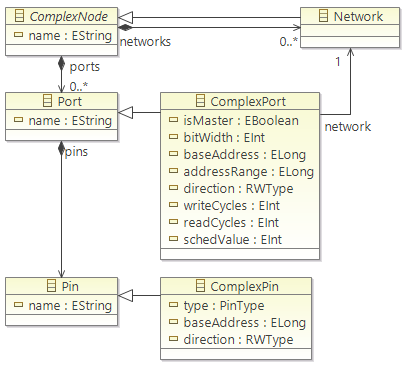 ComplexNode
name : EString
Network
networks
0..*
ports
0..*
1
Port
name : EString
ComplexPort
isMaster : EBoolean
bitWidth : EInt
baseAddress : ELong
addressRange : ELong
direction : RWType
writeCycles : EInt
readCycles : EInt
schedValue : EInt
network
pins
Pin
name : EString
ComplexPin
type : PinType
baseAddress : ELong
direction : RWType